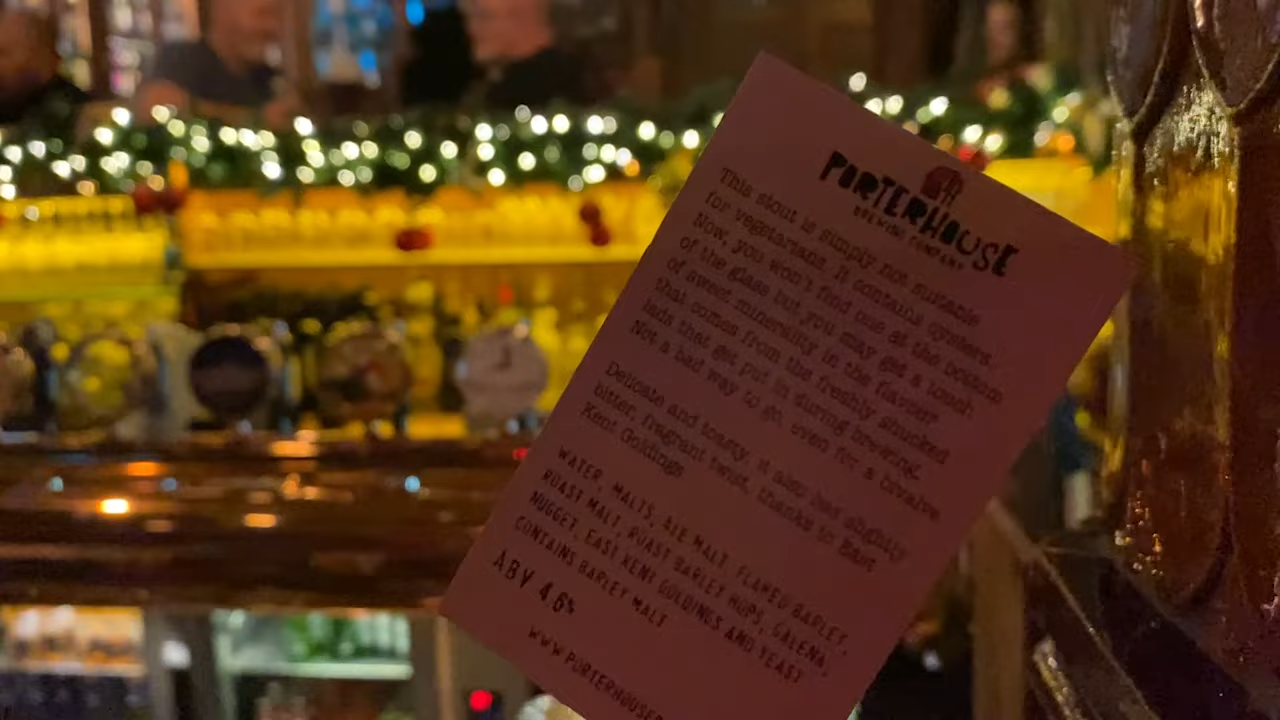 PORTERHOUSE
BREWING COMPANY
This stout is simply not suitable
for vegetarians. It contains oysters.
Now, you won't find one at the bottom
of the glass but you may get a touch
of sweet minerality in the flavour
that comes from the freshly shucked
lads that get put in during brewing.
Not a bad way to go, even for a bivalve.
Delicate and toasty, it also has slightly
bitter, fragrant twist, thanks to East
Kent Goldings
WATER, MALTS, ALE MALT, FLAKED BARLEY,
ROAST MALT, ROAST BARLEY HOPS, GALENA,
NUGGET, EAST KENT GOLDINGS AND YEAST
CONTAINS BARLEY MALT
ABV 4.6%
WWW.PORTERHOUSE